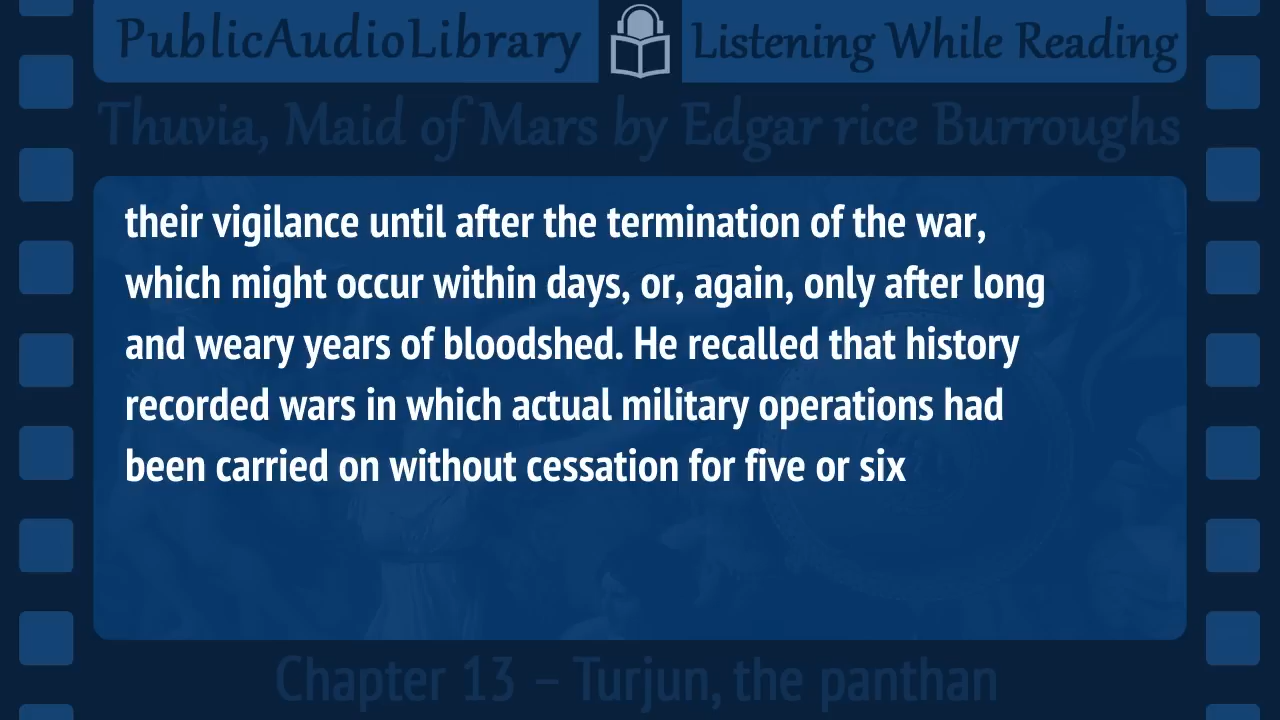 PublicAudioLibrary Listening While Reading
Thuvia, Maid of Mars by Edgar rice Burroughs
their vigilance until after the termination of the war,
which might occur within days, or, again, only after long
and weary years of bloodshed. He recalled that history
recorded wars in which actual military operations had
been carried on without cessation for five or six
Chapter 13 – Turjun, the panthan